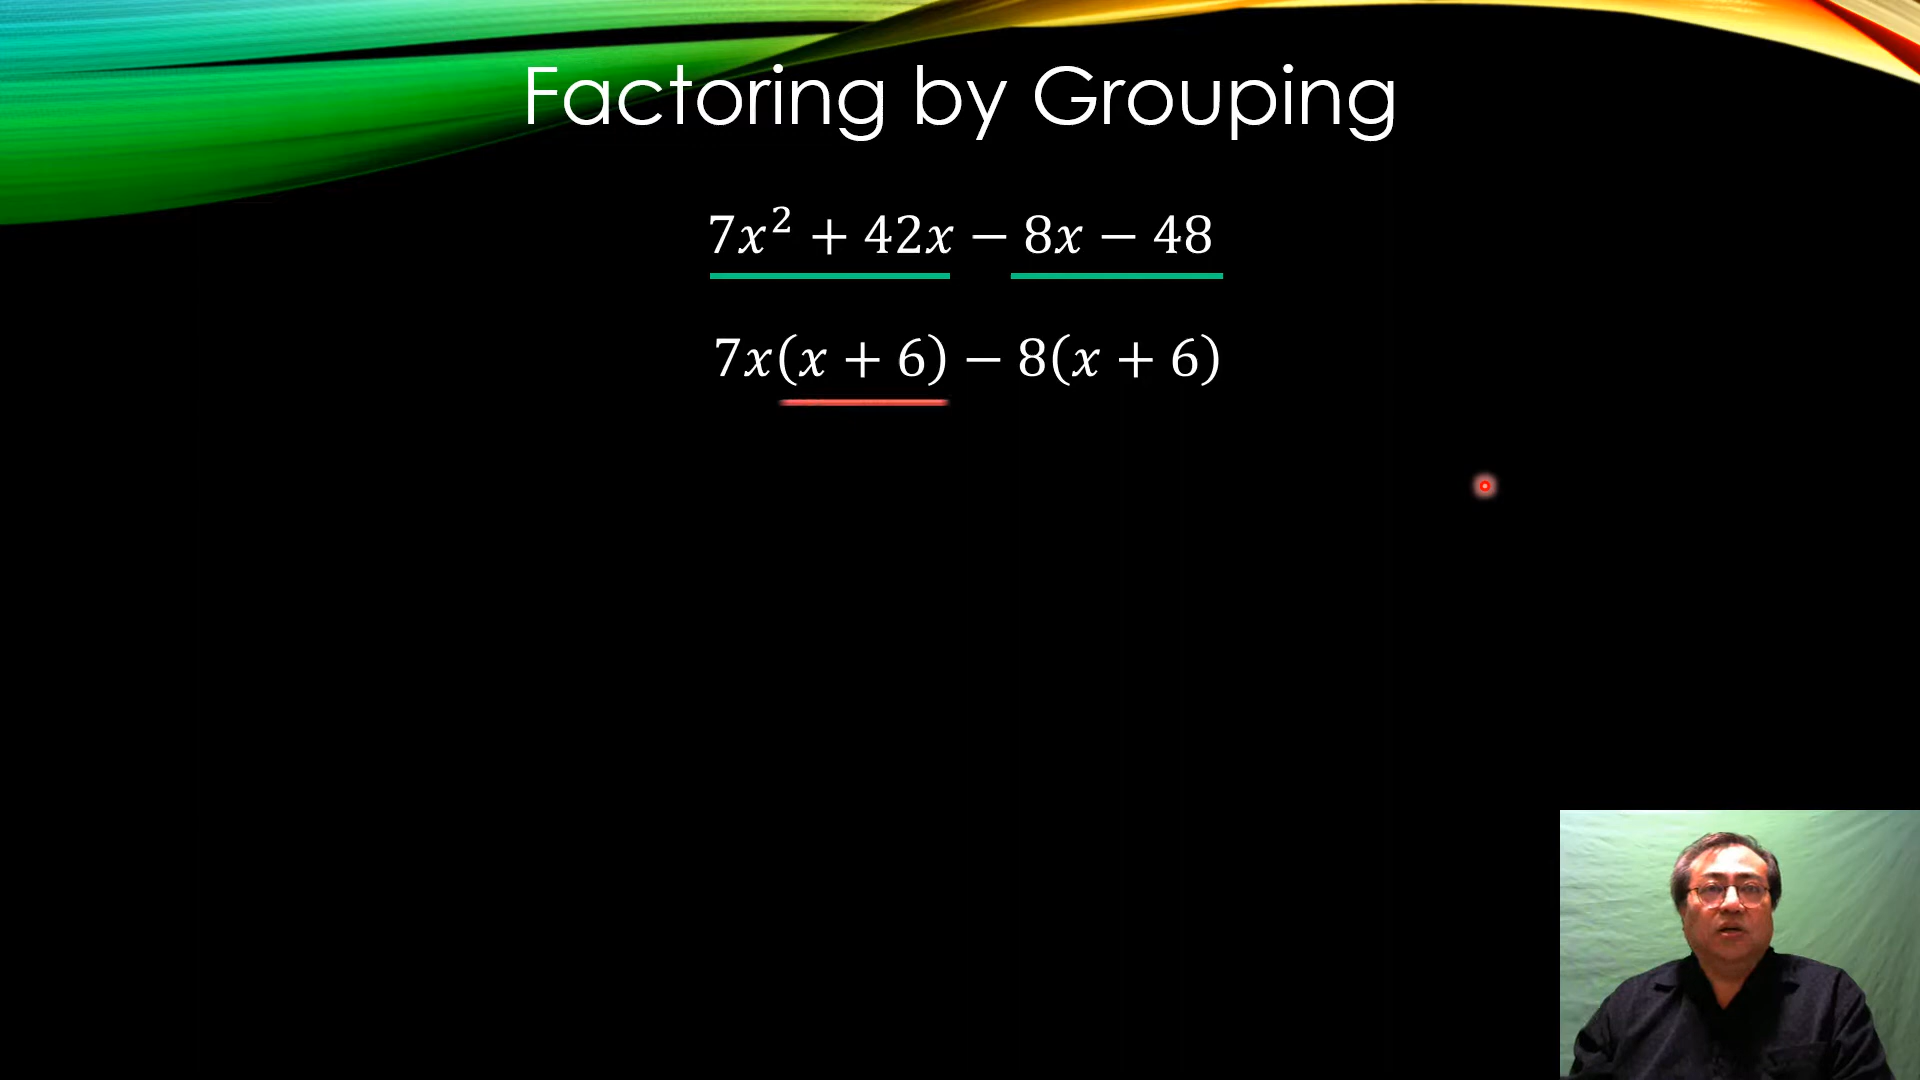 Factoring by Grouping
7x² + 42x − 8x − 48
7x(x + 6) − 8(x + 6)